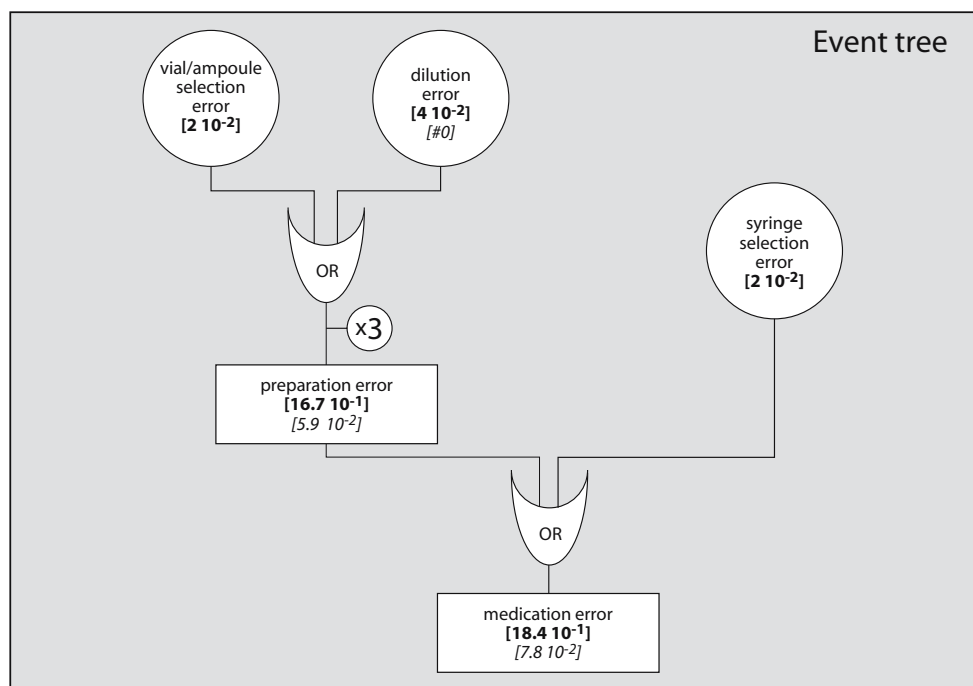 Event tree
vial/ampoule
selection
error
[2 10⁻²]
dilution
error
[4 10⁻²]
[#0]
syringe
selection
error
[2 10⁻²]
OR
x3
preparation error
[16.7 10⁻¹]
[5.9 10⁻²]
OR
medication error
[18.4 10⁻¹]
[7.8 10⁻²]